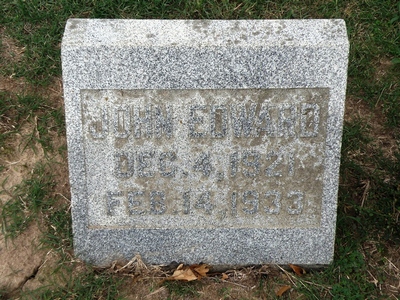 JOHN EDWARD
DEC. 4, 1921
FEB. 14, 1933